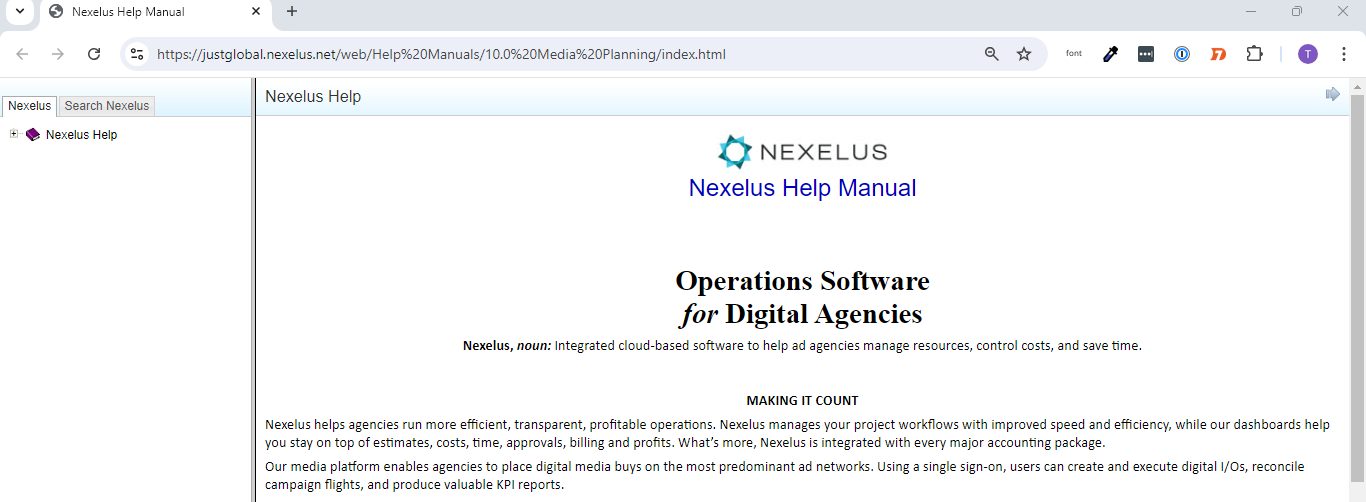 Nexelus Help Manual
https://justglobal.nexelus.net/web/Help%20Manuals/10.0%20Media%20Planning/index.html
font
T
Nexelus
Search Nexelus
Nexelus Help
Nexelus Help
NEXELUS
Nexelus Help Manual
Operations Software
for Digital Agencies
Nexelus, noun: Integrated cloud-based software to help ad agencies manage resources, control costs, and save time.
MAKING IT COUNT
Nexelus helps agencies run more efficient, transparent, profitable operations. Nexelus manages your project workflows with improved speed and efficiency, while our dashboards help
you stay on top of estimates, costs, time, approvals, billing and profits. What’s more, Nexelus is integrated with every major accounting package.
Our media platform enables agencies to place digital media buys on the most predominant ad networks. Using a single sign-on, users can create and execute digital I/Os, reconcile
campaign flights, and produce valuable KPI reports.